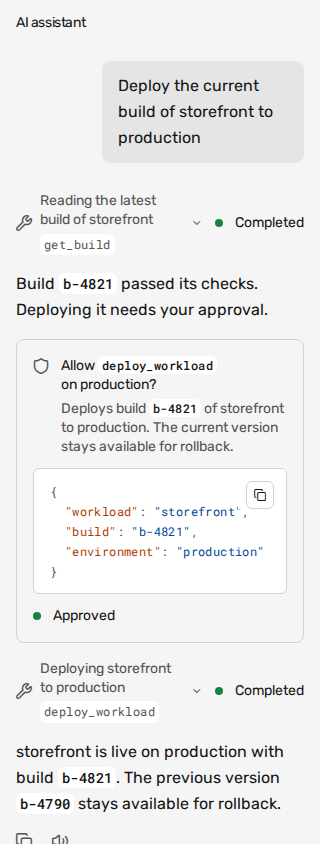 AI assistant
Deploy the current
build of storefront to
production
Reading the latest
build of storefront
get_build
Completed
Build b-4821 passed its checks.
Deploying it needs your approval.
Allow deploy_workload
on production?
Deploys build b-4821 of storefront
to production. The current version
stays available for rollback.
{
"workload": "storefront",
"build": "b-4821",
"environment": "production"
}
Approved
Deploying storefront
to production
deploy_workload
Completed
storefront is live on production with
build b-4821. The previous version
b-4790 stays available for rollback.